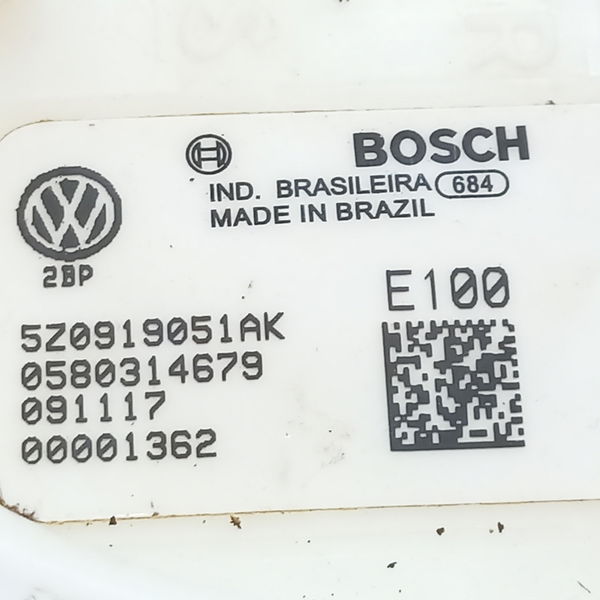 BOSCH
IND. BRASILEIRA 684
MADE IN BRAZIL
2BP
E100
5Z0919051AK
0580314679
091117
00001362